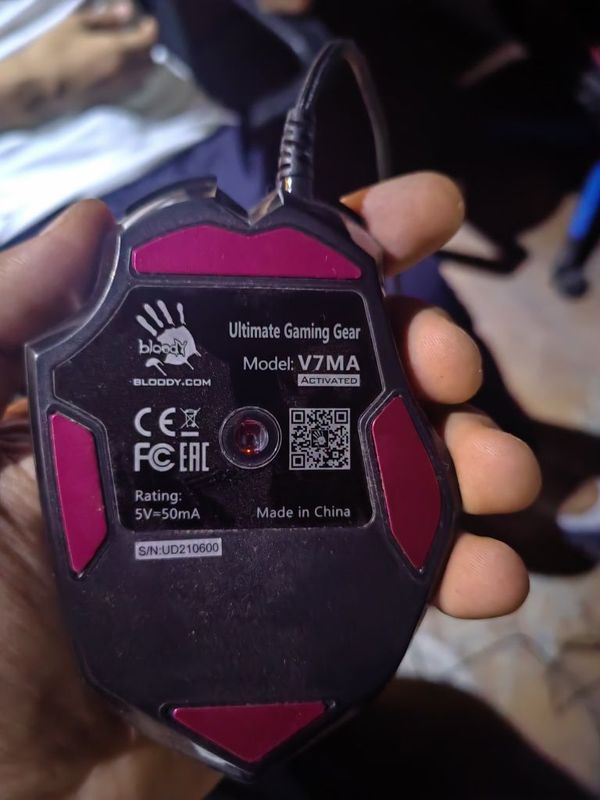 bloody
BLOODY.COM
Ultimate Gaming Gear
Model: V7MA
ACTIVATED
CE
FC EAC
Rating:
5V=50mA
Made in China
S/N:UD210600